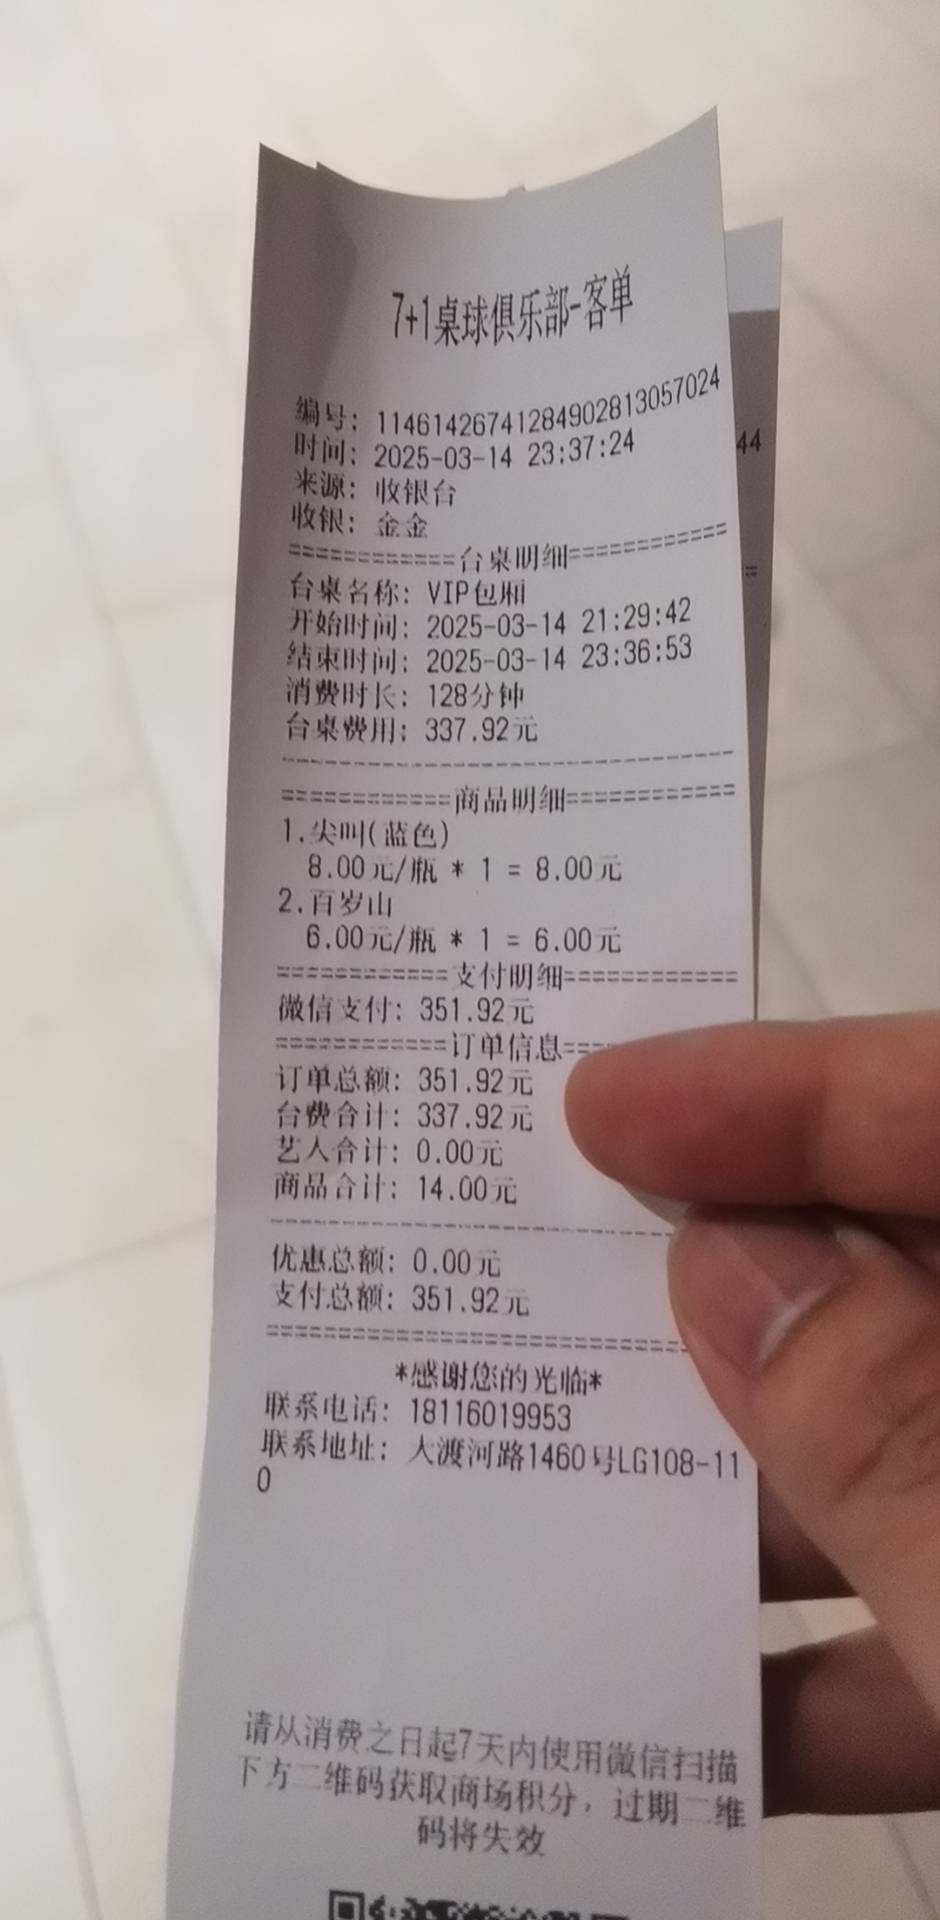 7+1桌球俱乐部-客单
编号: 11461426741284902813057024
时间: 2025-03-14 23:37:24
来源: 收银台
收银: 金金
============台桌明细============
台桌名称: VIP包厢
开始时间: 2025-03-14 21:29:42
结束时间: 2025-03-14 23:36:53
消费时长: 128分钟
台桌费用: 337.92元
--------------------------------
============商品明细============
1.尖叫(蓝色)
8.00元/瓶 * 1 = 8.00元
2.百岁山
6.00元/瓶 * 1 = 6.00元
============支付明细============
微信支付: 351.92元
============订单信息===
订单总额: 351.92元
台费合计: 337.92元
艺人合计: 0.00元
商品合计: 14.00元
--------------------------------
优惠总额: 0.00元
支付总额: 351.92元
================================
*感谢您的光临*
联系电话: 18116019953
联系地址: 大渡河路1460号LG108-11
0
请从消费之日起7天内使用微信扫描
下方二维码获取商场积分，过期二维
码将失效
44
=